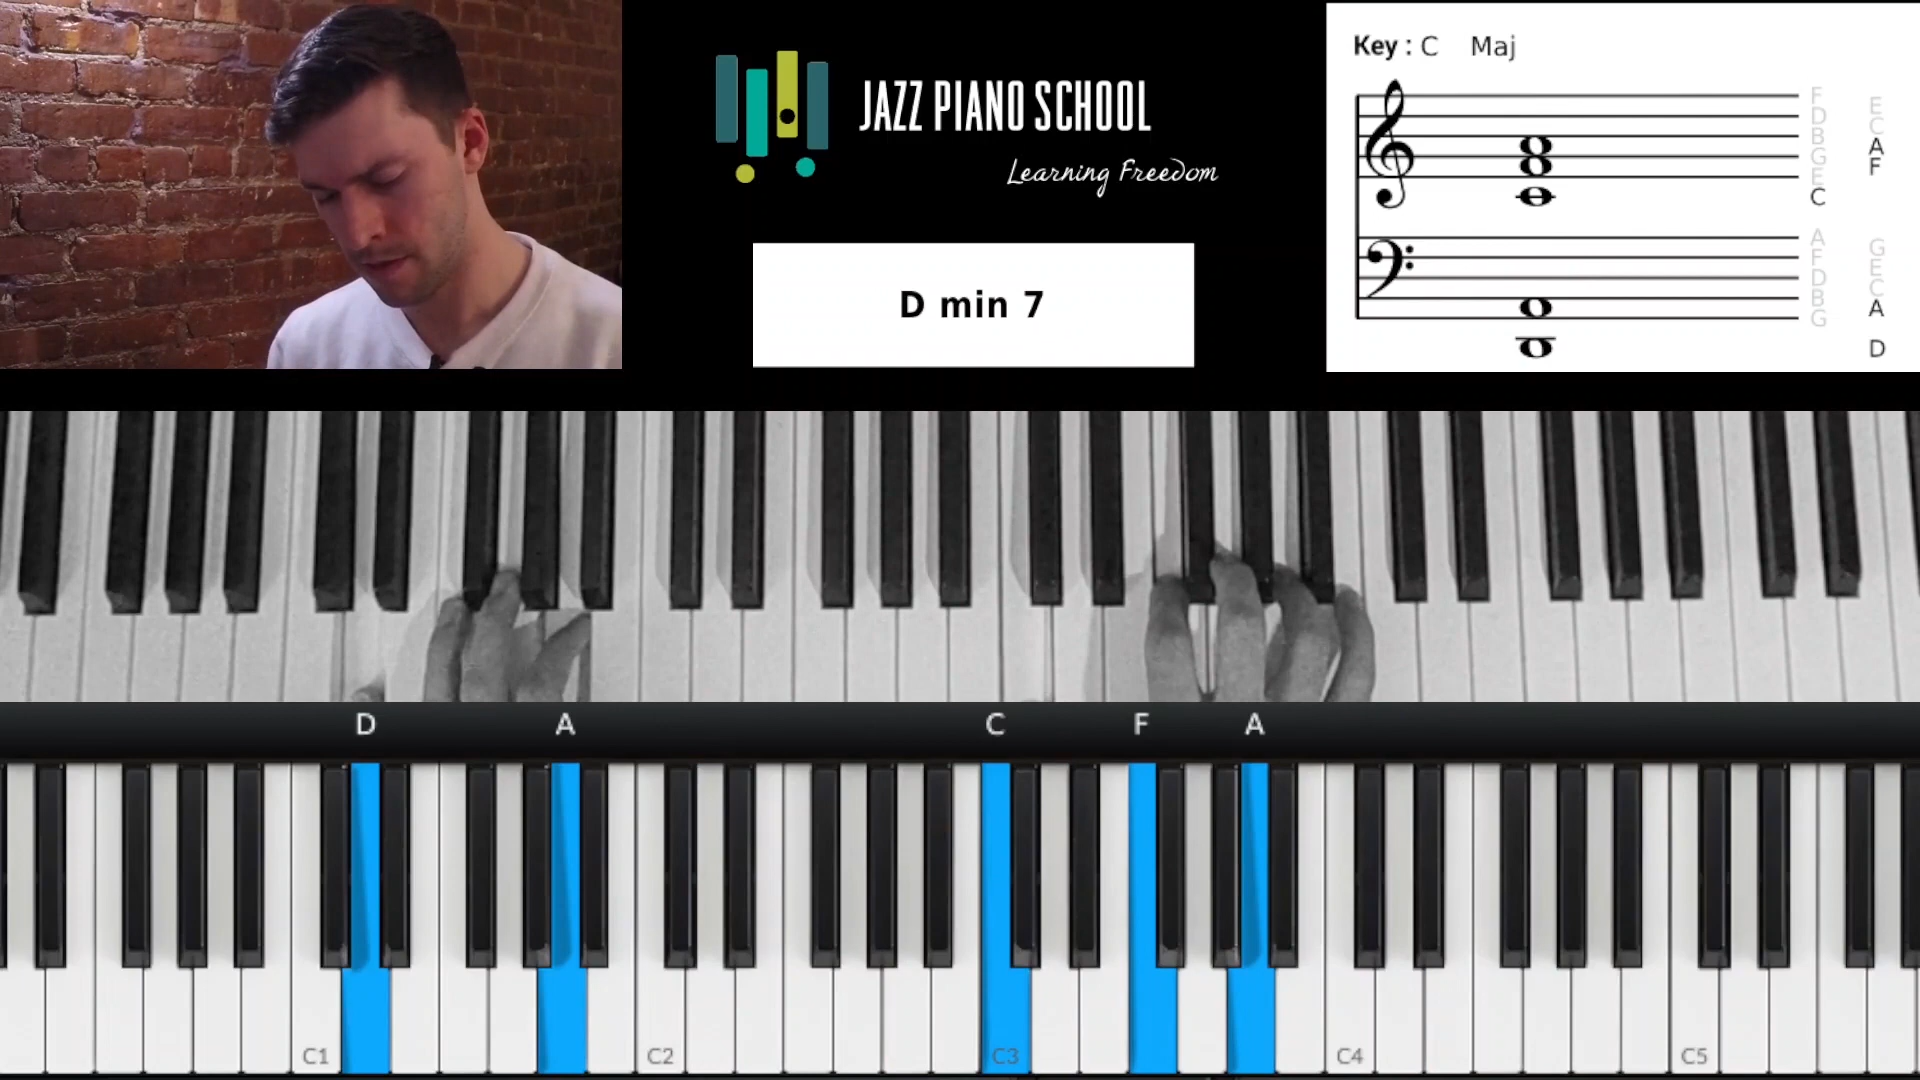 JAZZ PIANO SCHOOL
Learning Freedom
D min 7
Key : C Maj
F
E
D
C
B
A
G
F
E
C
A
G
F
E
D
C
B
A
G
D
D A C F A
C1 C2 C3 C4 C5